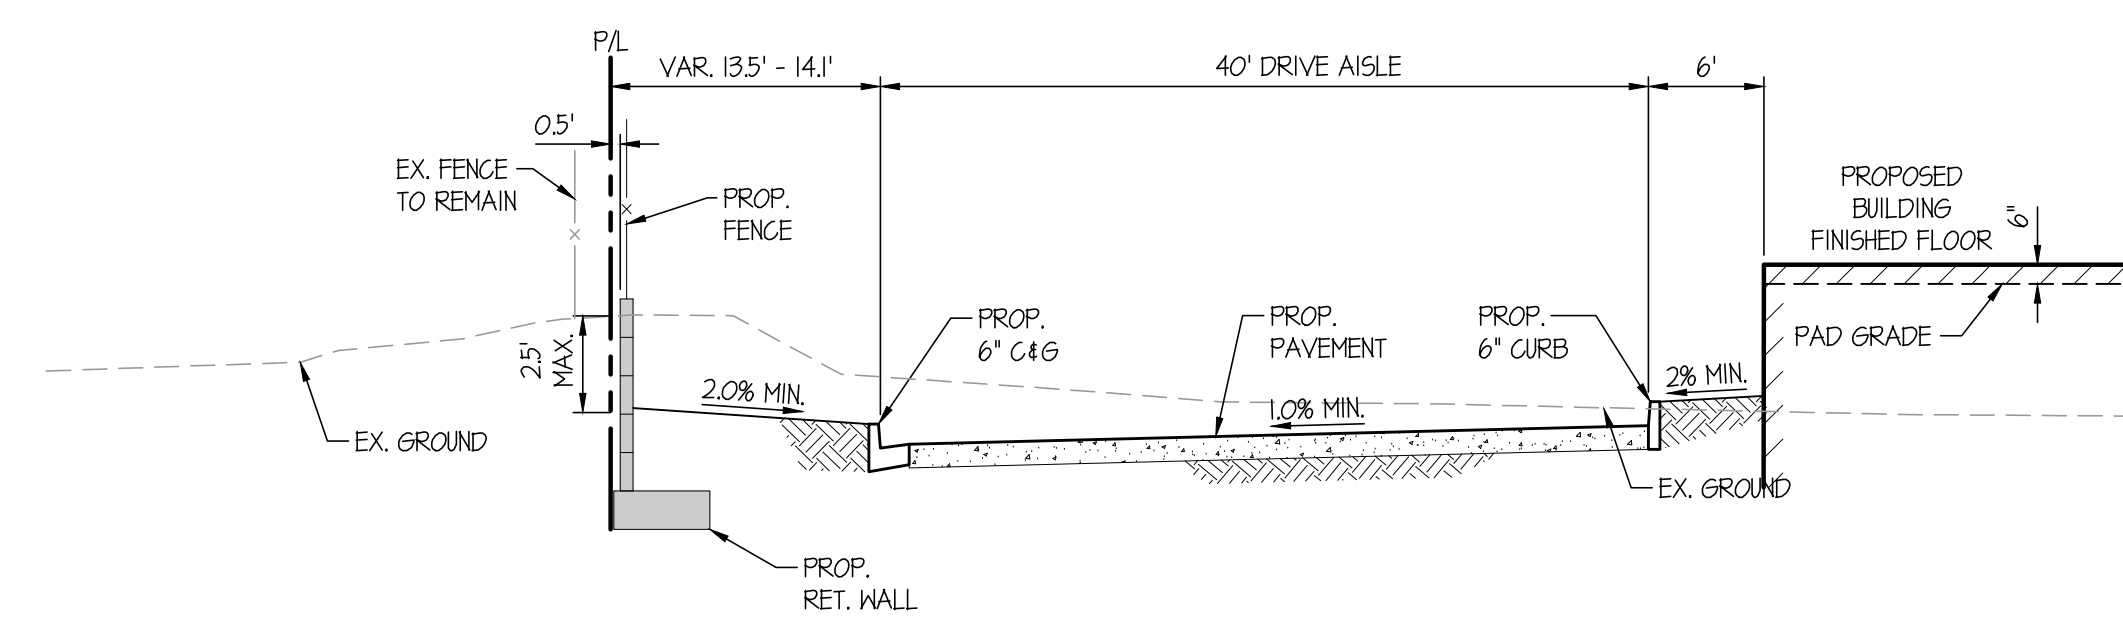 P/L
VAR. 13.5' - 14.1'
40' DRIVE AISLE
6'
0.5'
EX. FENCE
TO REMAIN
PROP.
FENCE
PROPOSED
BUILDING
FINISHED FLOOR
6"
2.5'
MAX.
PROP.
6" C&G
PROP.
PAVEMENT
PROP.
6" CURB
PAD GRADE
2.0% MIN.
1.0% MIN.
2% MIN.
EX. GROUND
EX. GROUND
PROP.
RET. WALL